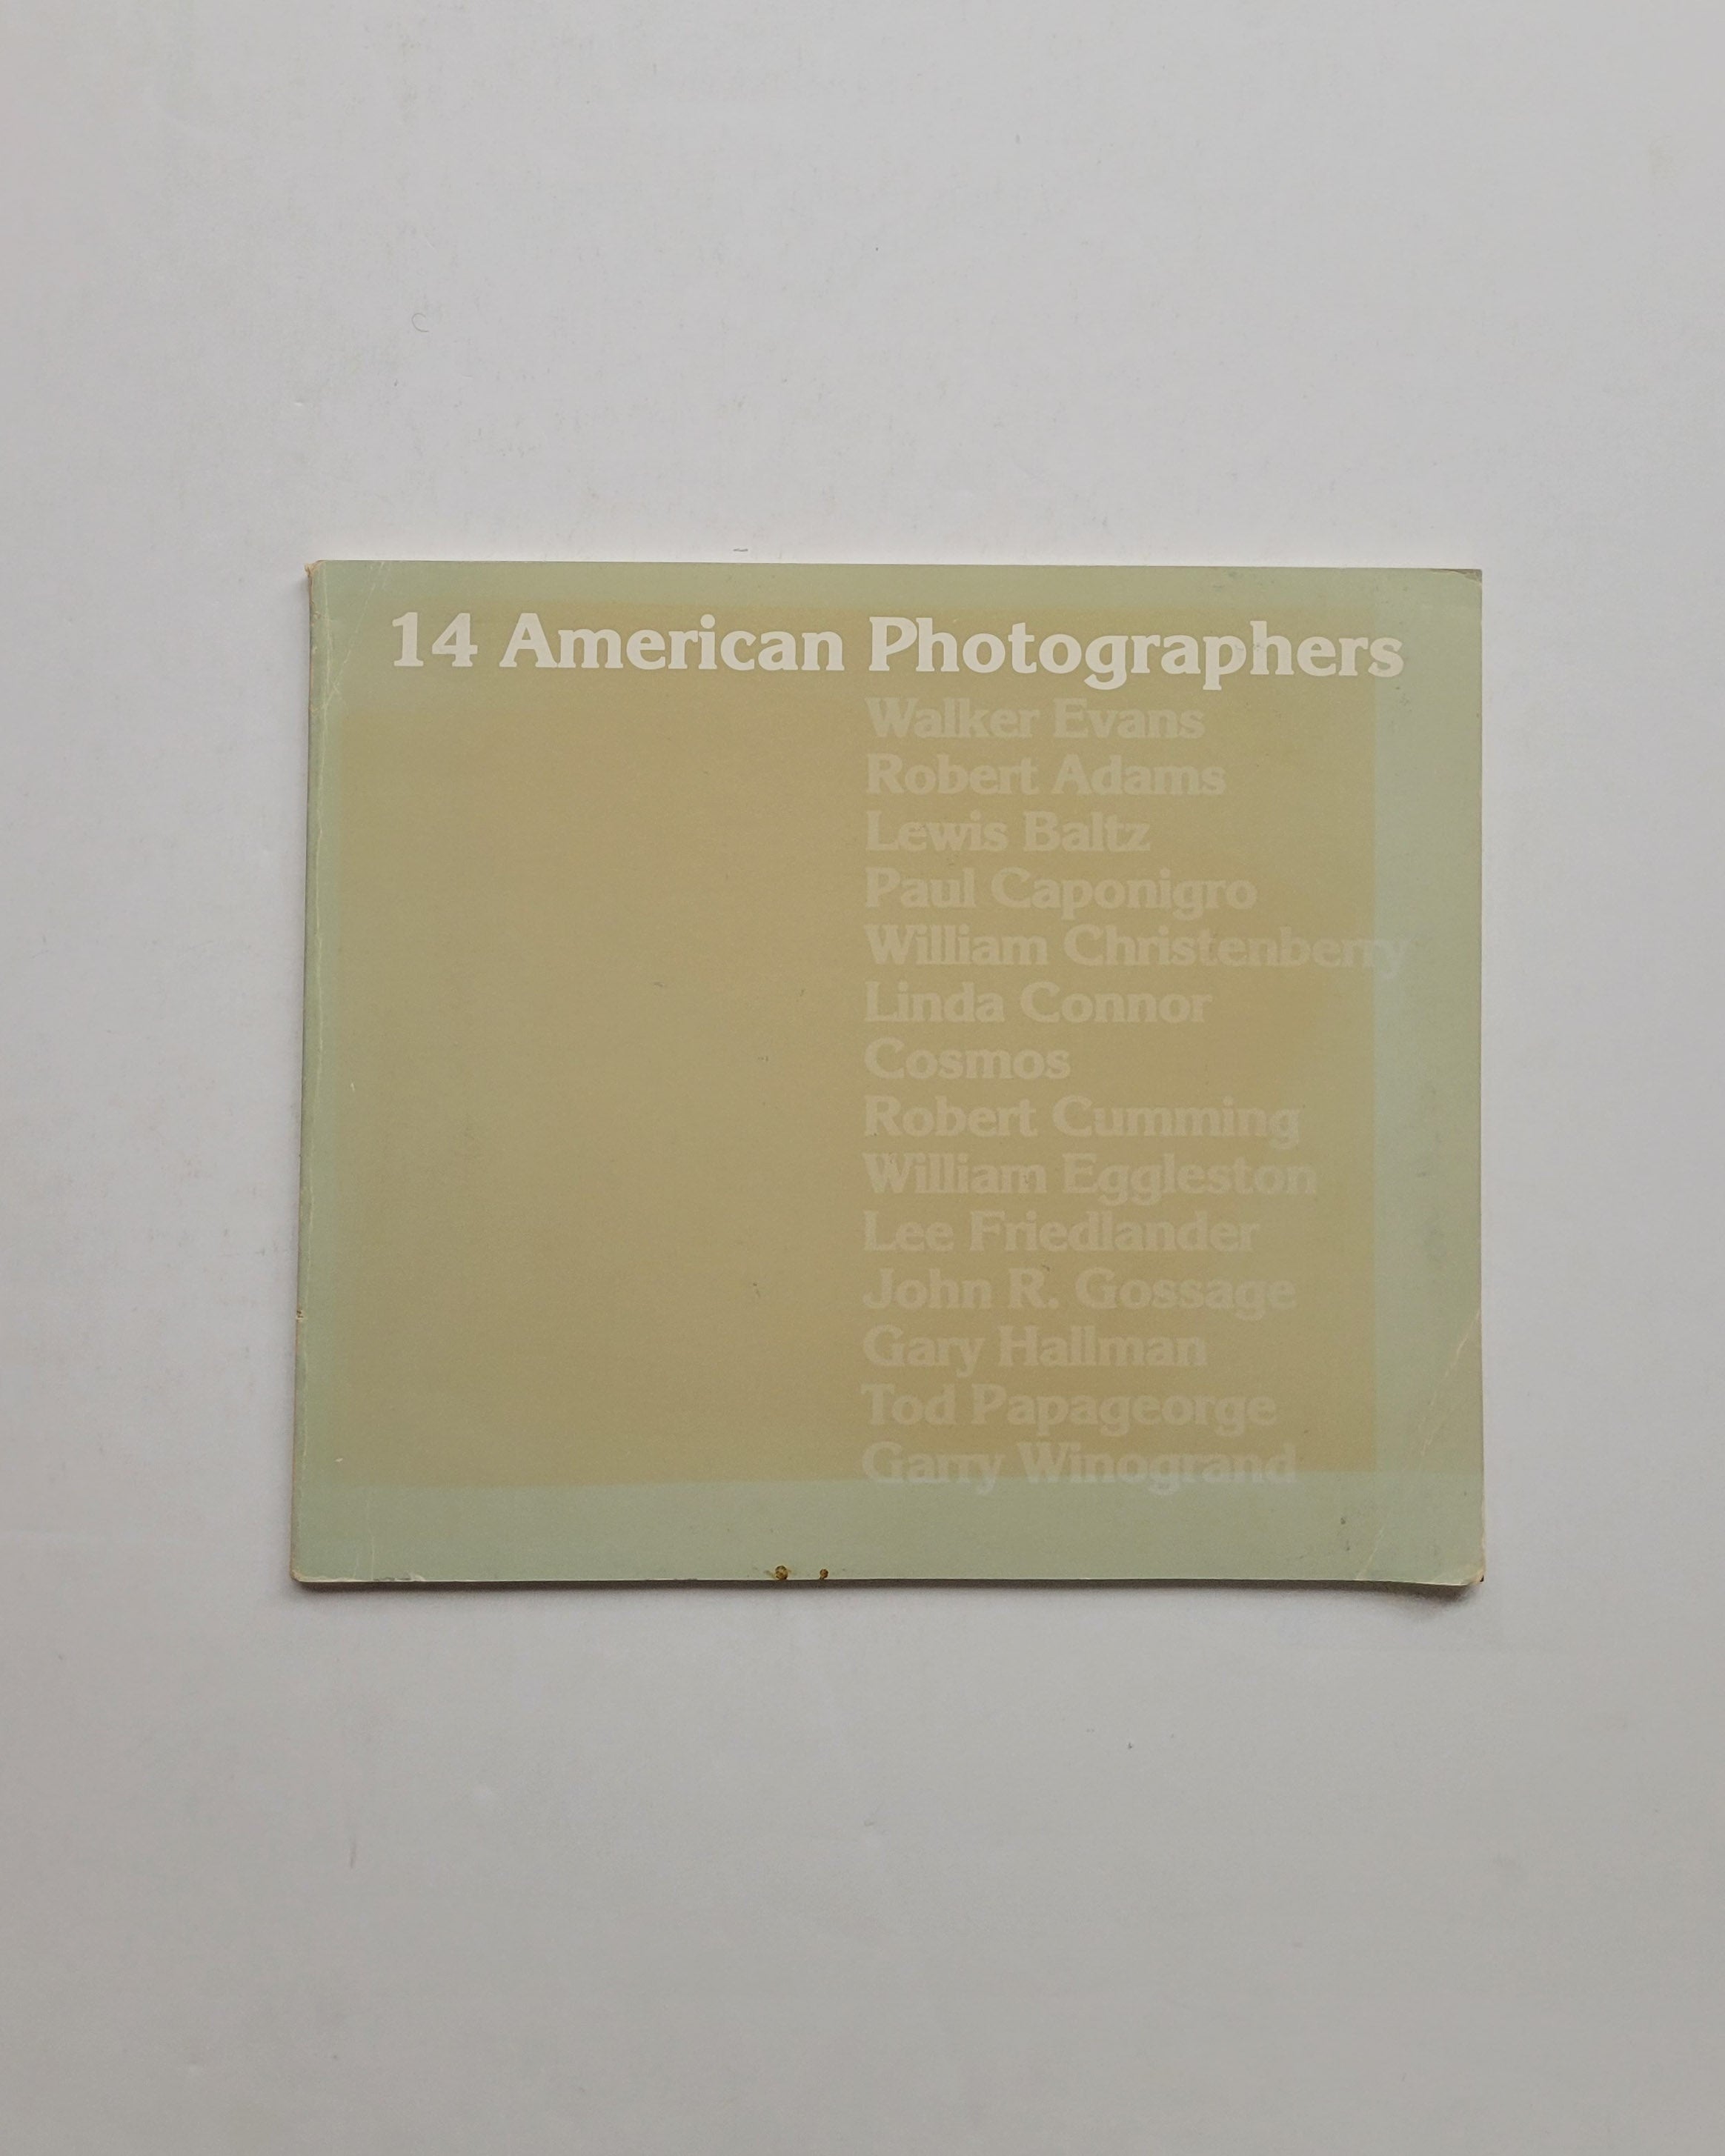 14 American Photographers
Walker Evans
Robert Adams
Lewis Baltz
Paul Caponigro
William Christenberry
Linda Connor
Cosmos
Robert Cumming
William Eggleston
Lee Friedlander
John R. Gossage
Gary Hallman
Tod Papageorge
Garry Winogrand